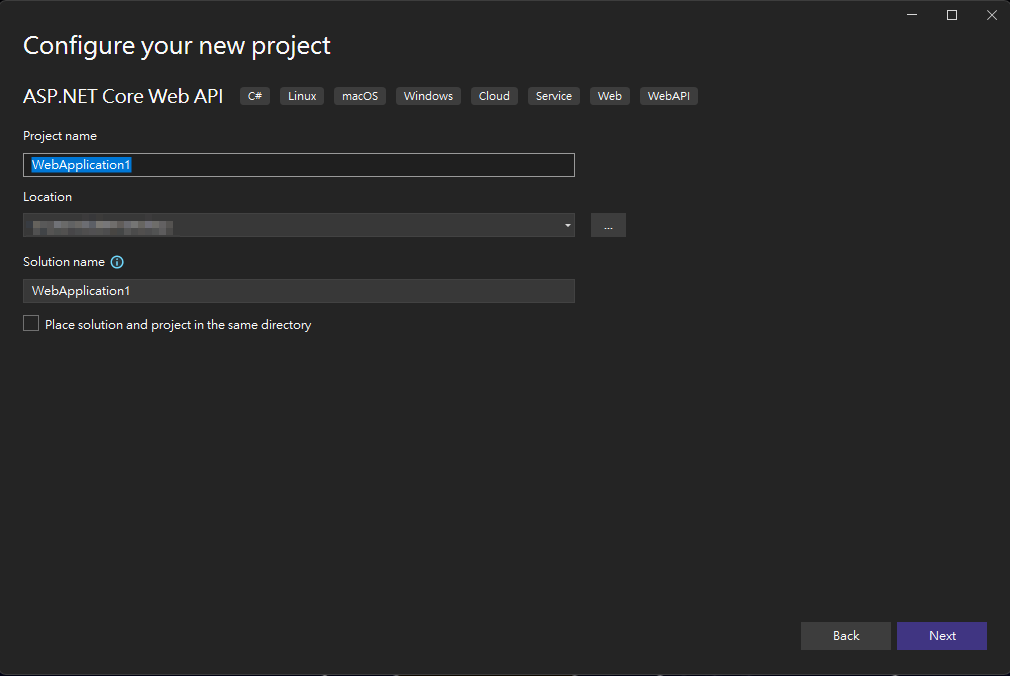 Configure your new project
ASP.NET Core Web API C# Linux macOS Windows Cloud Service Web WebAPI
Project name
WebApplication1
Location
...
Solution name
WebApplication1
Place solution and project in the same directory
Back Next